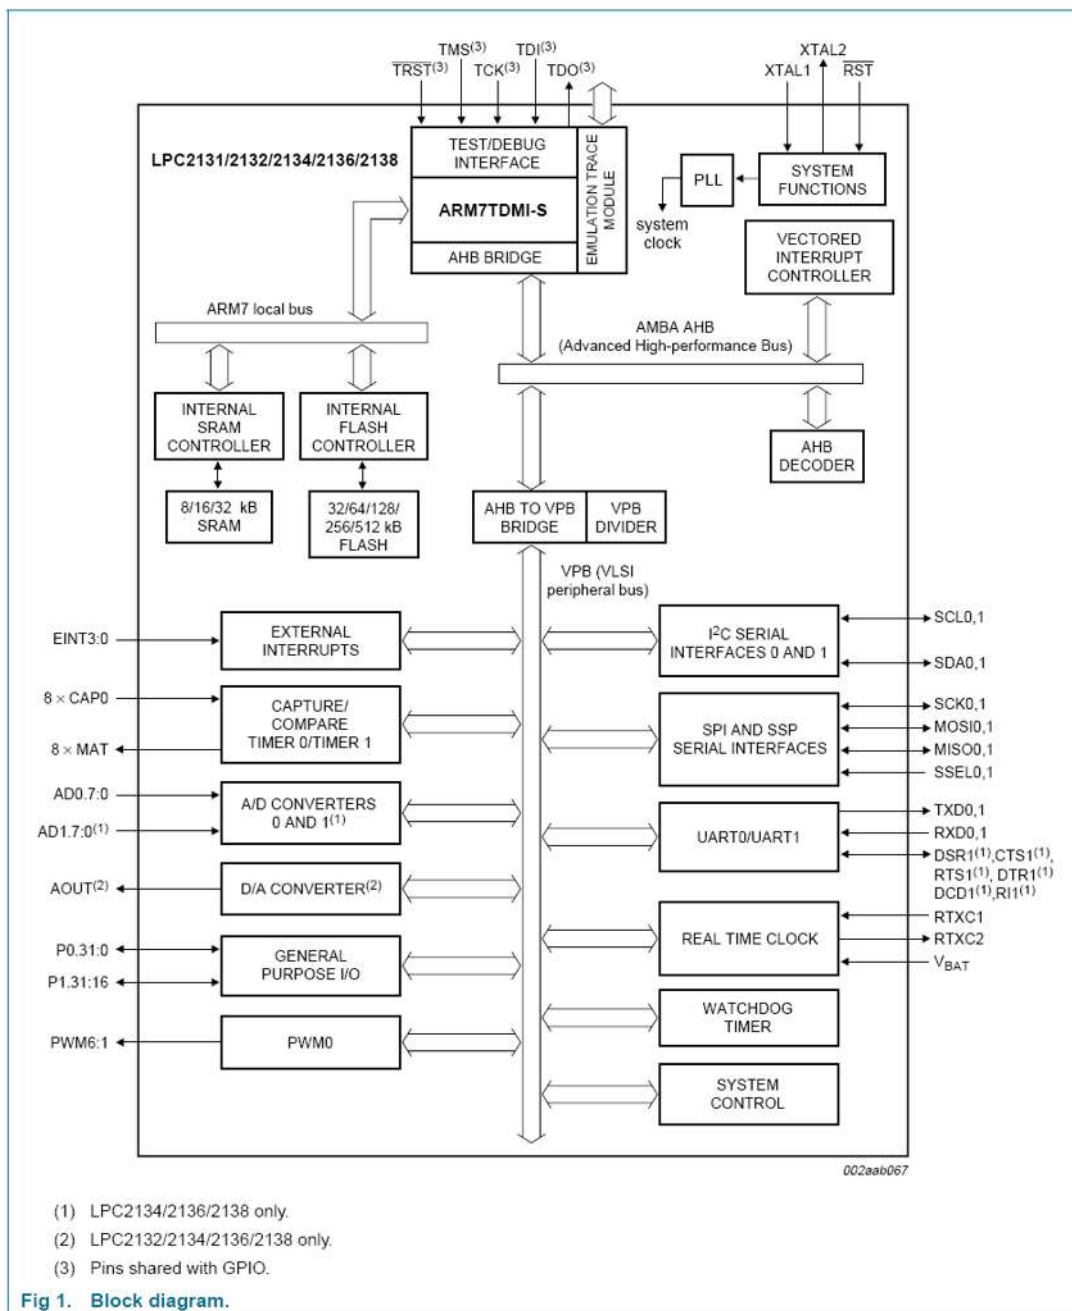 TMS(3) TDI(3)
TRST(3) TCK(3) TDO(3)
XTAL2
XTAL1 RST
LPC2131/2132/2134/2136/2138
TEST/DEBUG
INTERFACE
ARM7TDMI-S
AHB BRIDGE
EMULATION TRACE
MODULE
PLL
SYSTEM
FUNCTIONS
system
clock
VECTORED
INTERRUPT
CONTROLLER
ARM7 local bus
AMBA AHB
(Advanced High-performance Bus)
INTERNAL
SRAM
CONTROLLER
INTERNAL
FLASH
CONTROLLER
AHB
DECODER
8/16/32 kB
SRAM
32/64/128/
256/512 kB
FLASH
AHB TO VPB
BRIDGE
VPB
DIVIDER
VPB (VLSI
peripheral bus)
EINT3:0
EXTERNAL
INTERRUPTS
8 × CAP0
8 × MAT
CAPTURE/
COMPARE
TIMER 0/TIMER 1
AD0.7:0
AD1.7:0(1)
A/D CONVERTERS
0 AND 1(1)
AOUT(2)
D/A CONVERTER(2)
P0.31:0
P1.31:16
GENERAL
PURPOSE I/O
PWM6:1
PWM0
I2C SERIAL
INTERFACES 0 AND 1
SCL0,1
SDA0,1
SPI AND SSP
SERIAL INTERFACES
SCK0,1
MOSI0,1
MISO0,1
SSEL0,1
UART0/UART1
TXD0,1
RXD0,1
DSR1(1),CTS1(1),
RTS1(1), DTR1(1)
DCD1(1),RI1(1)
REAL TIME CLOCK
RTXC1
RTXC2
VBAT
WATCHDOG
TIMER
SYSTEM
CONTROL
002aab067
(1) LPC2134/2136/2138 only.
(2) LPC2132/2134/2136/2138 only.
(3) Pins shared with GPIO.
Fig 1. Block diagram.